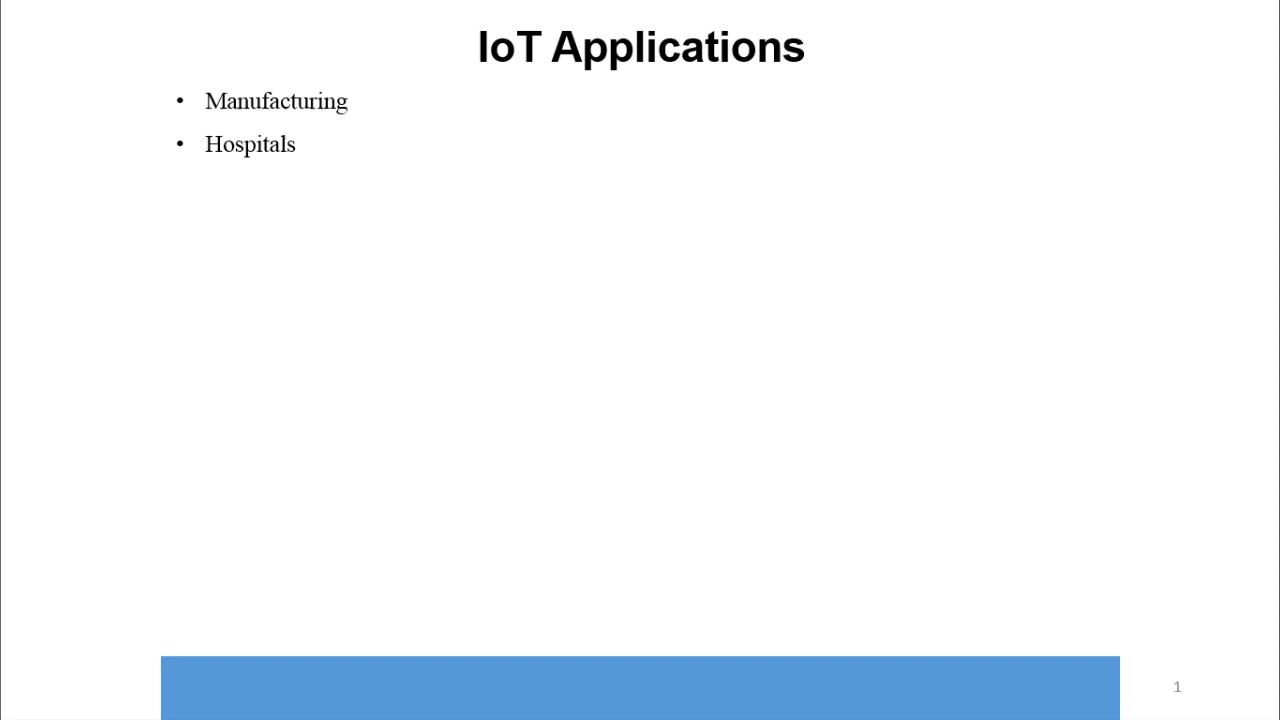 IoT Applications
• Manufacturing
• Hospitals
1